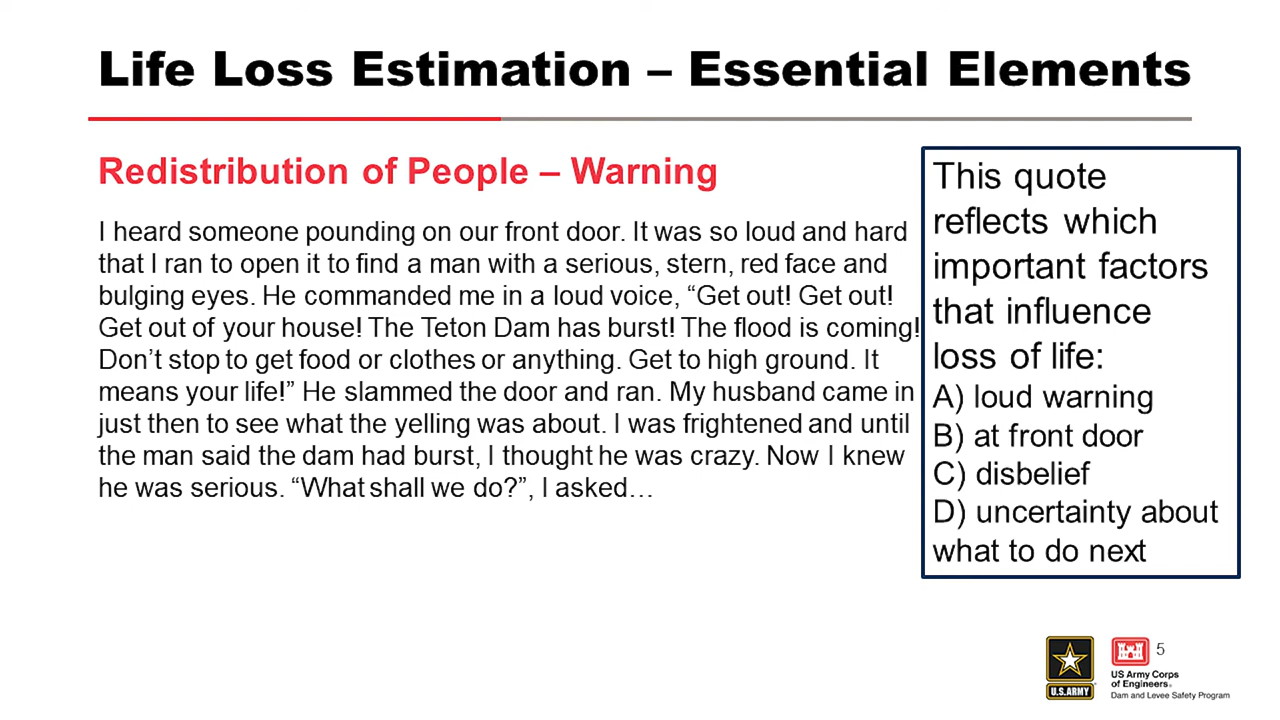 Life Loss Estimation – Essential Elements
Redistribution of People – Warning
I heard someone pounding on our front door. It was so loud and hard
that I ran to open it to find a man with a serious, stern, red face and
bulging eyes. He commanded me in a loud voice, “Get out! Get out!
Get out of your house! The Teton Dam has burst! The flood is coming!
Don’t stop to get food or clothes or anything. Get to high ground. It
means your life!” He slammed the door and ran. My husband came in
just then to see what the yelling was about. I was frightened and until
the man said the dam had burst, I thought he was crazy. Now I knew
he was serious. “What shall we do?”, I asked…
This quote
reflects which
important factors
that influence
loss of life:
A) loud warning
B) at front door
C) disbelief
D) uncertainty about
what to do next
U.S.ARMY
US Army Corps
of Engineers®
Dam and Levee Safety Program
5